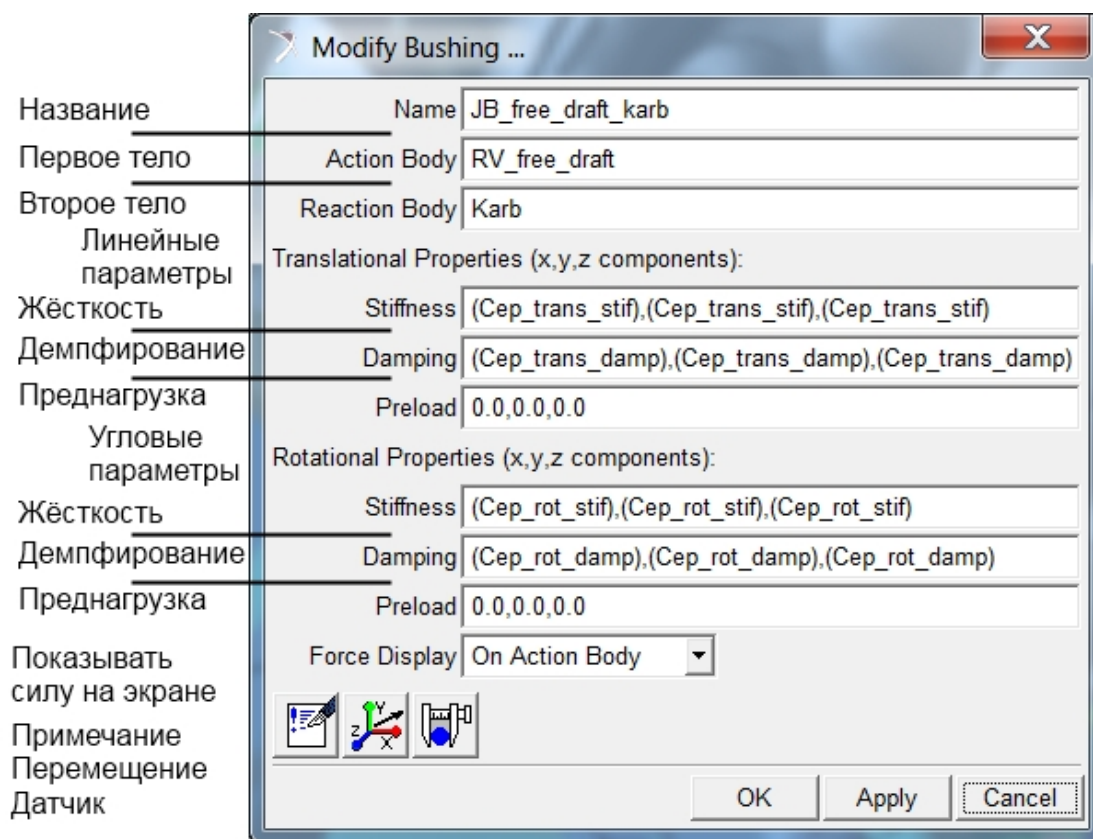 Modify Bushing ...
Название
Name JB_free_draft_karb
Первое тело
Action Body RV_free_draft
Второе тело
Reaction Body Karb
Линейные
параметры
Translational Properties (x,y,z components):
Жёсткость
Stiffness (Cep_trans_stif),(Cep_trans_stif),(Cep_trans_stif)
Демпфирование
Damping (Cep_trans_damp),(Cep_trans_damp),(Cep_trans_damp)
Преднагрузка
Preload 0.0,0.0,0.0
Угловые
параметры
Rotational Properties (x,y,z components):
Жёсткость
Stiffness (Cep_rot_stif),(Cep_rot_stif),(Cep_rot_stif)
Демпфирование
Damping (Cep_rot_damp),(Cep_rot_damp),(Cep_rot_damp)
Преднагрузка
Preload 0.0,0.0,0.0
Показывать
силу на экране
Force Display On Action Body
Примечание
Перемещение
Датчик
Y
Z
X
OK Apply Cancel